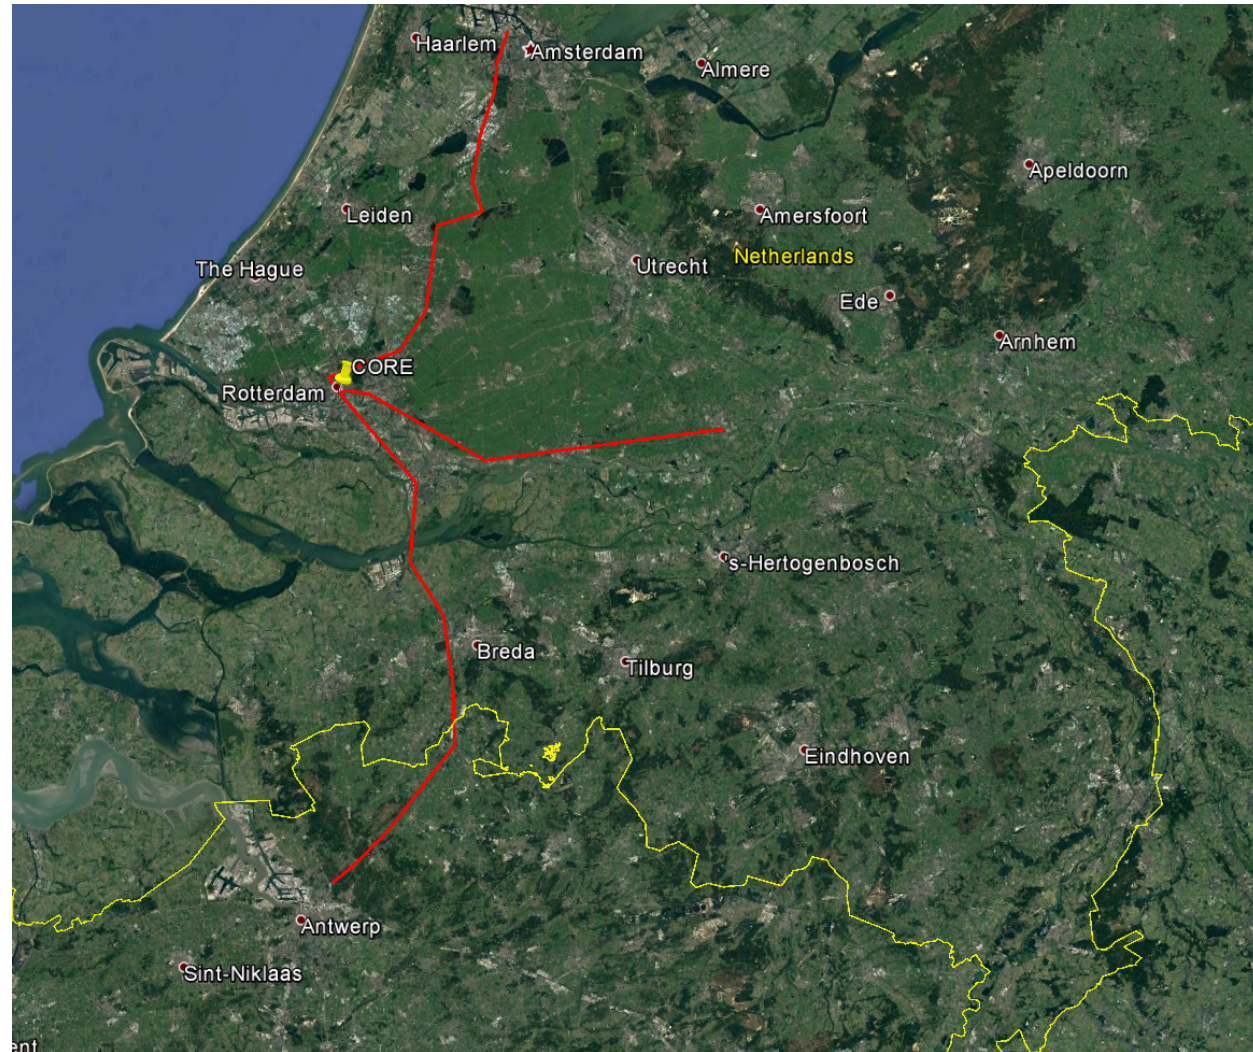 Haarlem
Amsterdam
Almere
Apeldoorn
Leiden
Amersfoort
The Hague
Utrecht
Netherlands
Ede
Arnhem
CORE
Rotterdam
's-Hertogenbosch
Breda
Tilburg
Eindhoven
Antwerp
Sint-Niklaas
ent